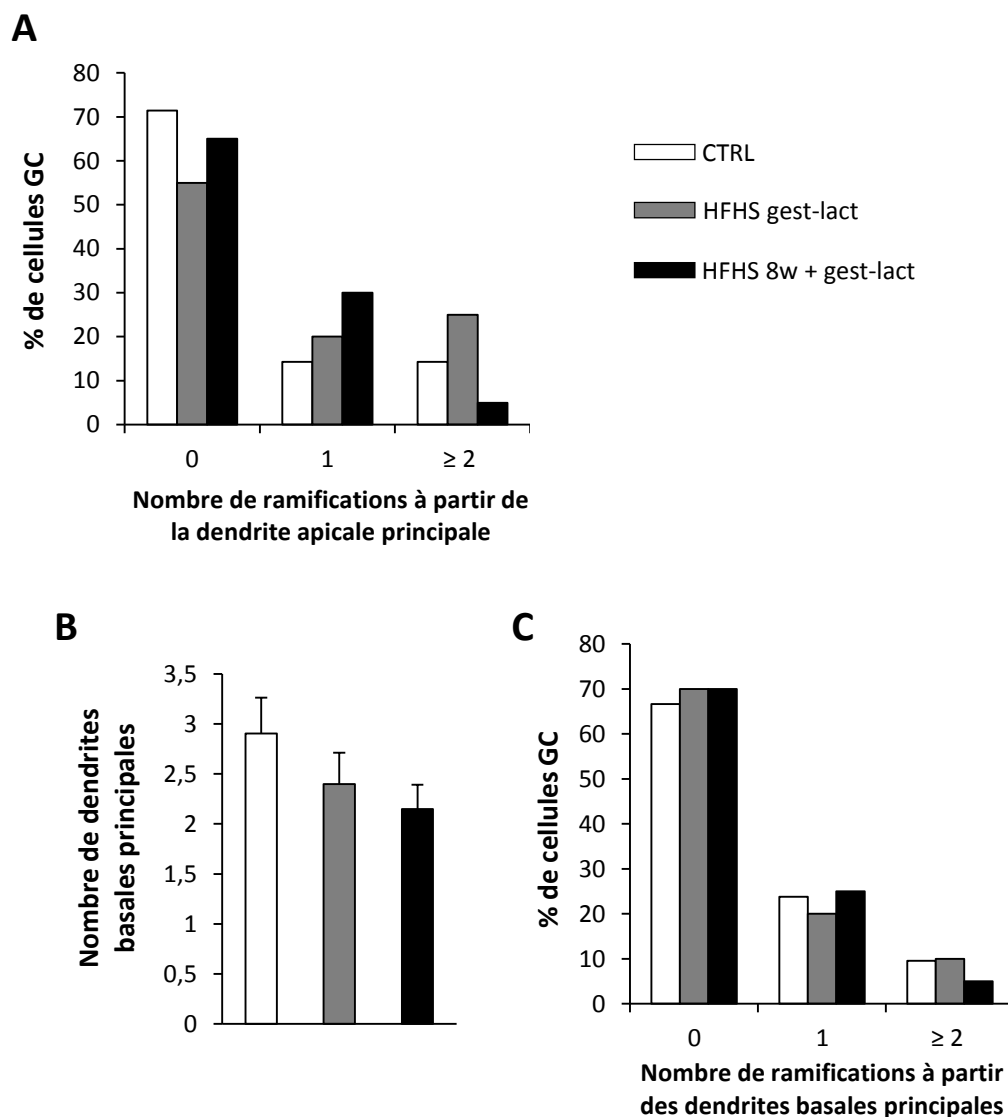 A
80
70
60
50
40
30
20
10
0
% de cellules GC
0 1 ≥ 2
Nombre de ramifications à partir de
la dendrite apicale principale
CTRL
HFHS gest-lact
HFHS 8w + gest-lact
B
3,5
3
2,5
2
1,5
1
0,5
0
Nombre de dendrites
basales principales
C
80
70
60
50
40
30
20
10
0
% de cellules GC
0 1 ≥ 2
Nombre de ramifications à partir
des dendrites basales principales